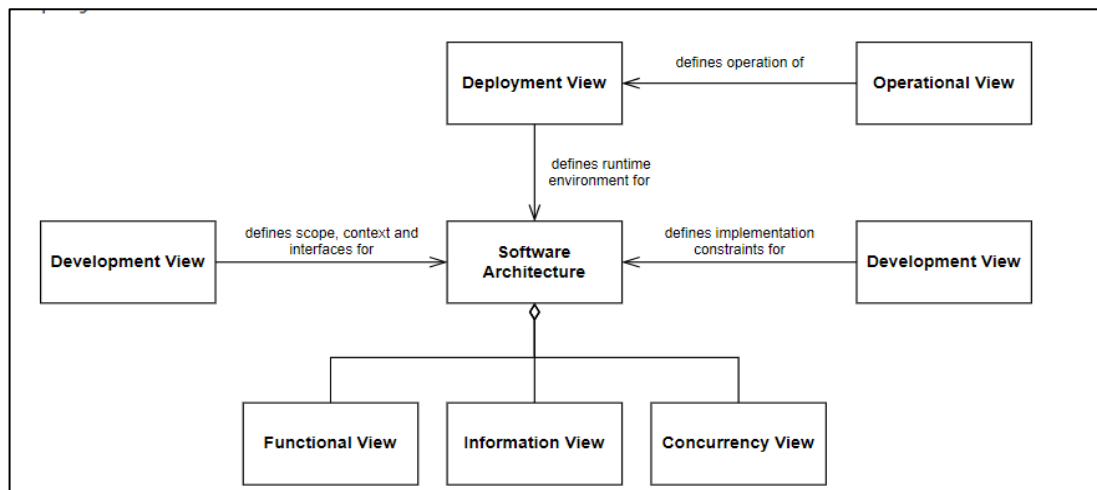 defines operation of
Deployment View
Operational View
defines runtime
environment for
defines scope, context and
interfaces for
defines implementation
constraints for
Development View
Software
Architecture
Development View
Functional View
Information View
Concurrency View